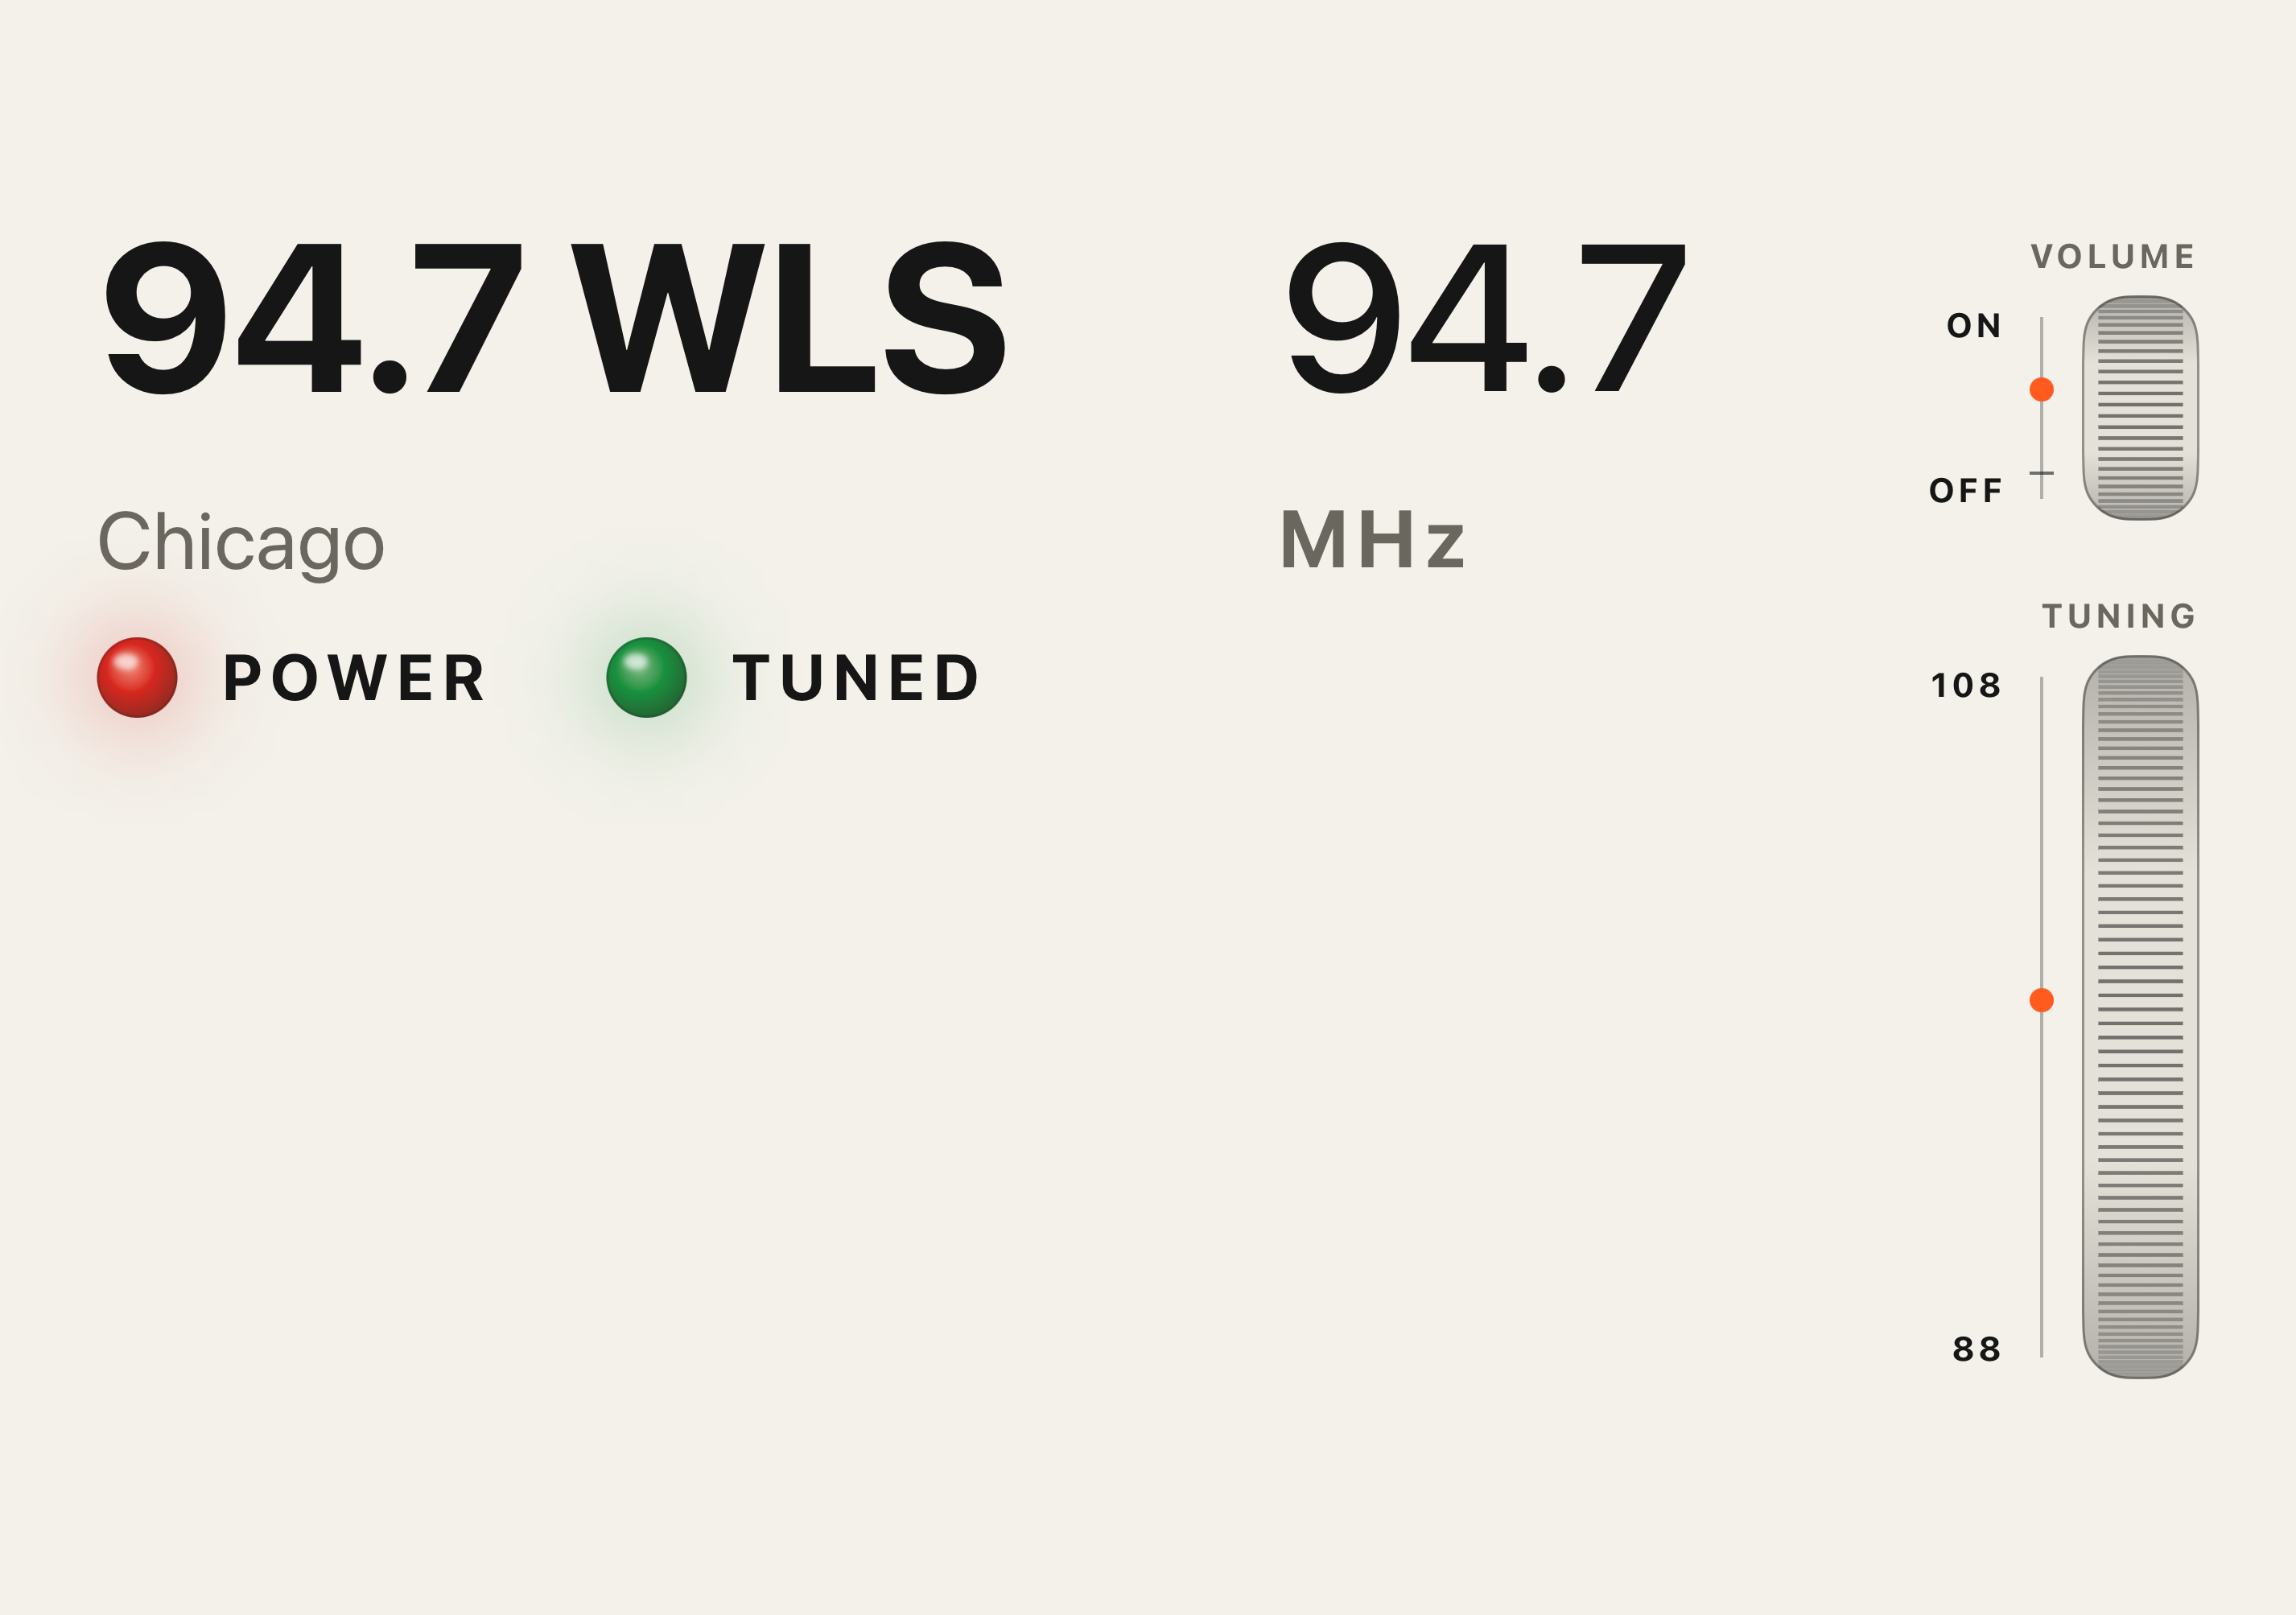 94.7 WLS
Chicago
POWER
TUNED
94.7
MHz
VOLUME
ON
OFF
TUNING
108
88